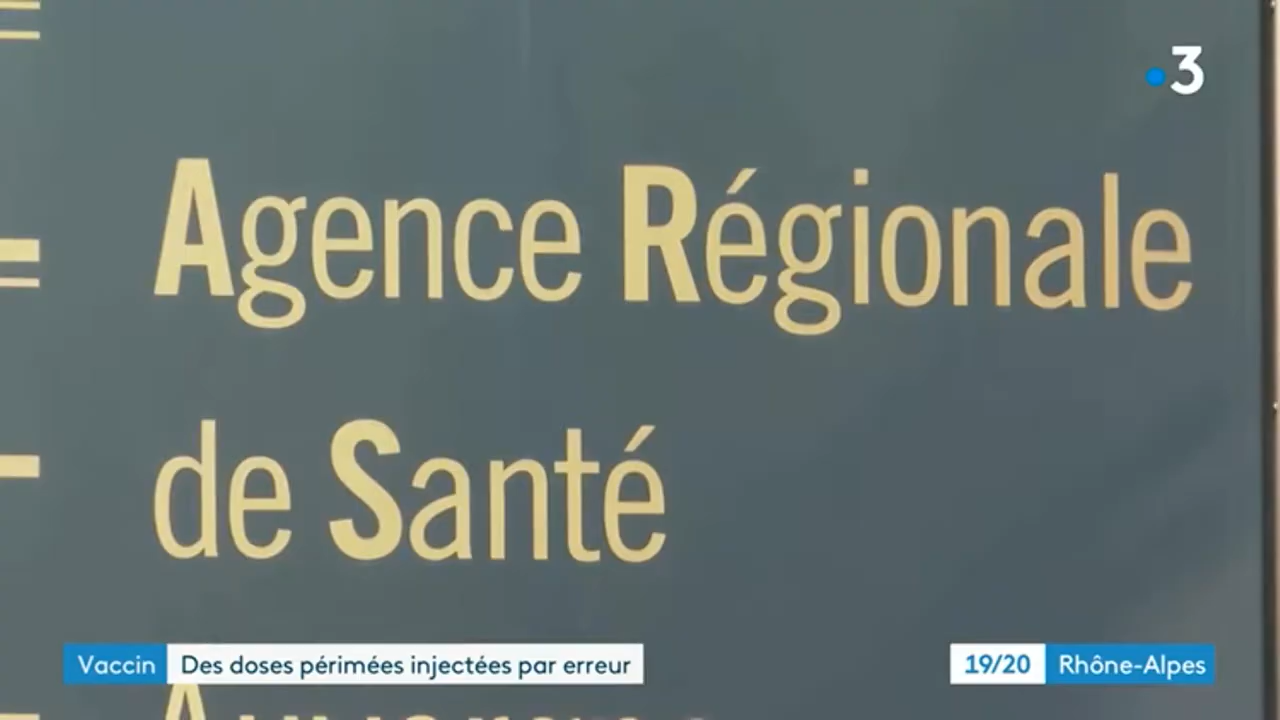 3
Agence Régionale
de Santé
Vaccin Des doses périmées injectées par erreur
19/20 Rhône-Alpes